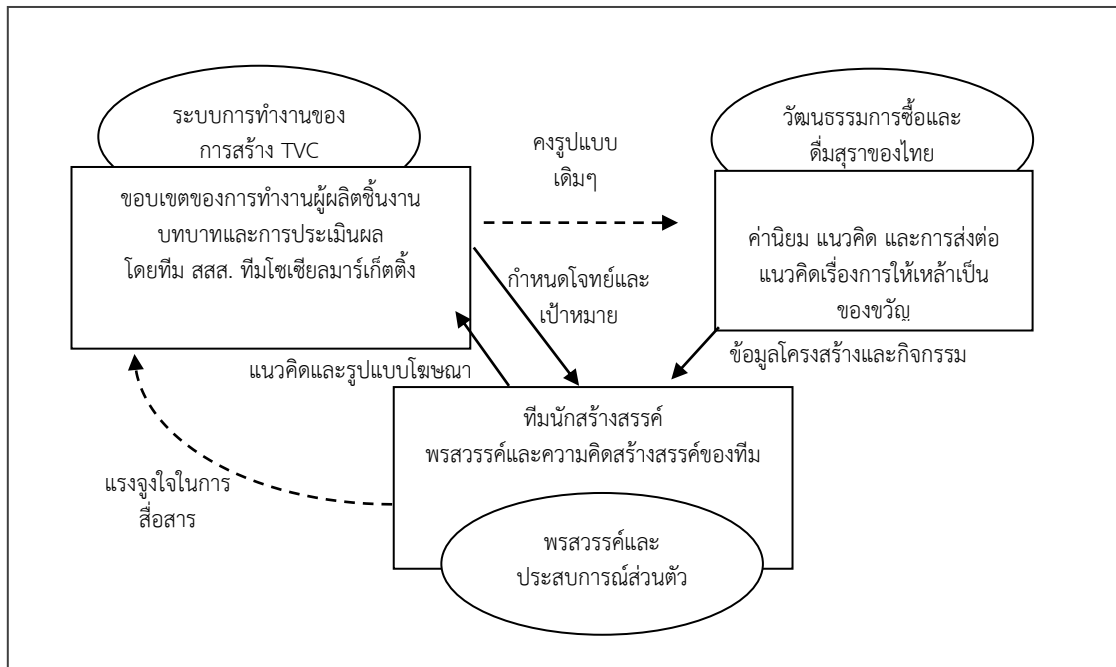 ระบบการทำงานของ
การสร้าง TVC
ขอบเขตของการทำงานผู้ผลิตชิ้นงาน
บทบาทและการประเมินผล
โดยทีม สสส. ทีมโซเซียลมาร์เก็ตติ้ง
คงรูปแบบ
เดิมๆ
วัฒนธรรมการซื้อและ
ดื่มสุราของไทย
ค่านิยม แนวคิด และการส่งต่อ
แนวคิดเรื่องการให้เหล้าเป็น
ของขวัญ
กำหนดโจทย์และ
เป้าหมาย
แนวคิดและรูปแบบโฆษณา
ข้อมูลโครงสร้างและกิจกรรม
ทีมนักสร้างสรรค์
พรสวรรค์และความคิดสร้างสรรค์ของทีม
แรงจูงใจในการ
สื่อสาร
พรสวรรค์และ
ประสบการณ์ส่วนตัว